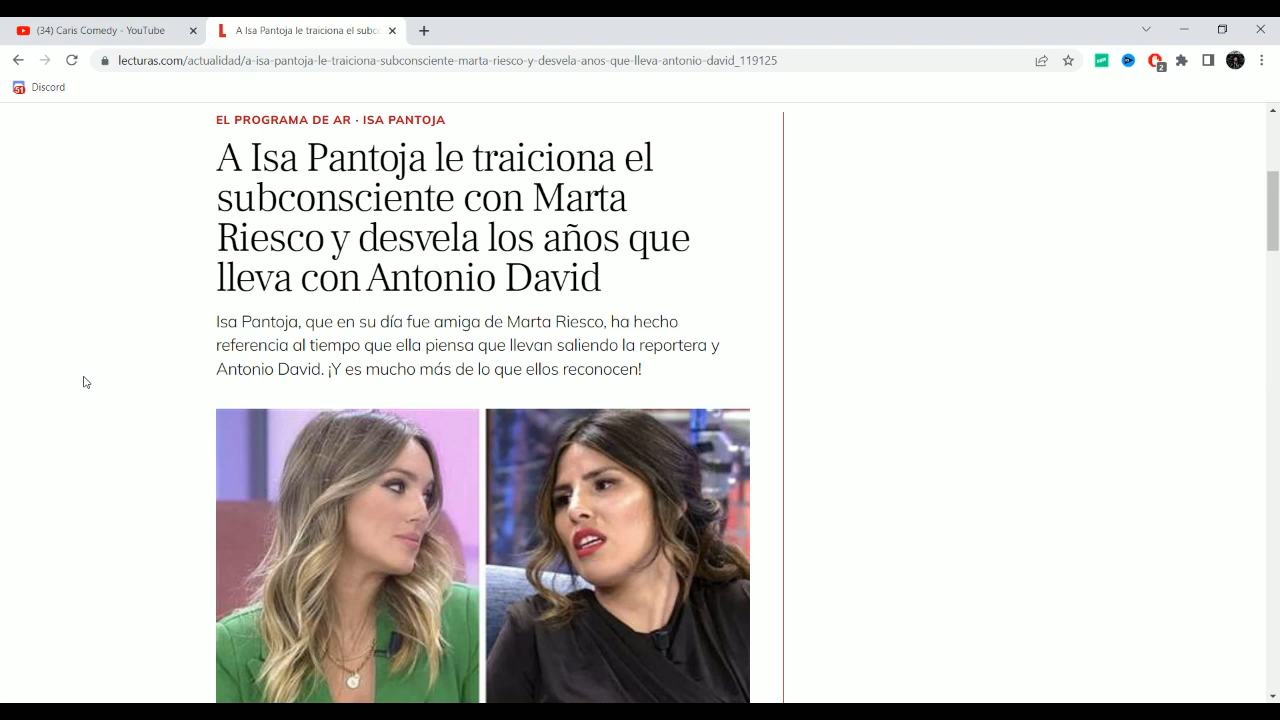 (34) Caris Comedy - YouTube
A Isa Pantoja le traiciona el subc
lecturas.com/actualidad/a-isa-pantoja-le-traiciona-subconscientemarta-riesco-y-desvela-anos-que-lleva-antonio-david_119125
2
51
Discord
EL PROGRAMA DE AR · ISA PANTOJA
A Isa Pantoja le traiciona el
subconsciente con Marta
Riesco y desvela los años que
lleva con Antonio David
Isa Pantoja, que en su día fue amiga de Marta Riesco, ha hecho
referencia al tiempo que ella piensa que llevan saliendo la reportera y
Antonio David. ¡Y es mucho más de lo que ellos reconocen!